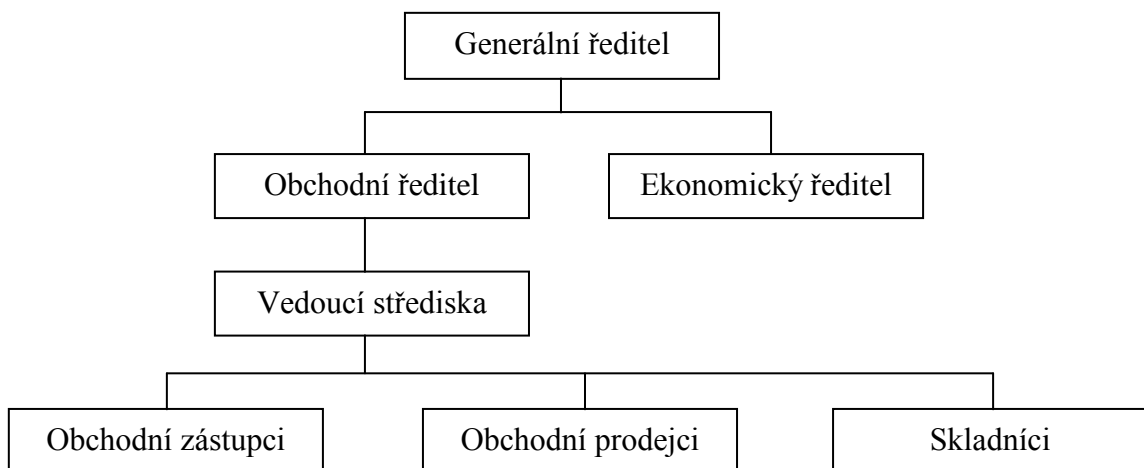 Generální ředitel
Obchodní ředitel
Ekonomický ředitel
Vedoucí střediska
Obchodní zástupci
Obchodní prodejci
Skladníci